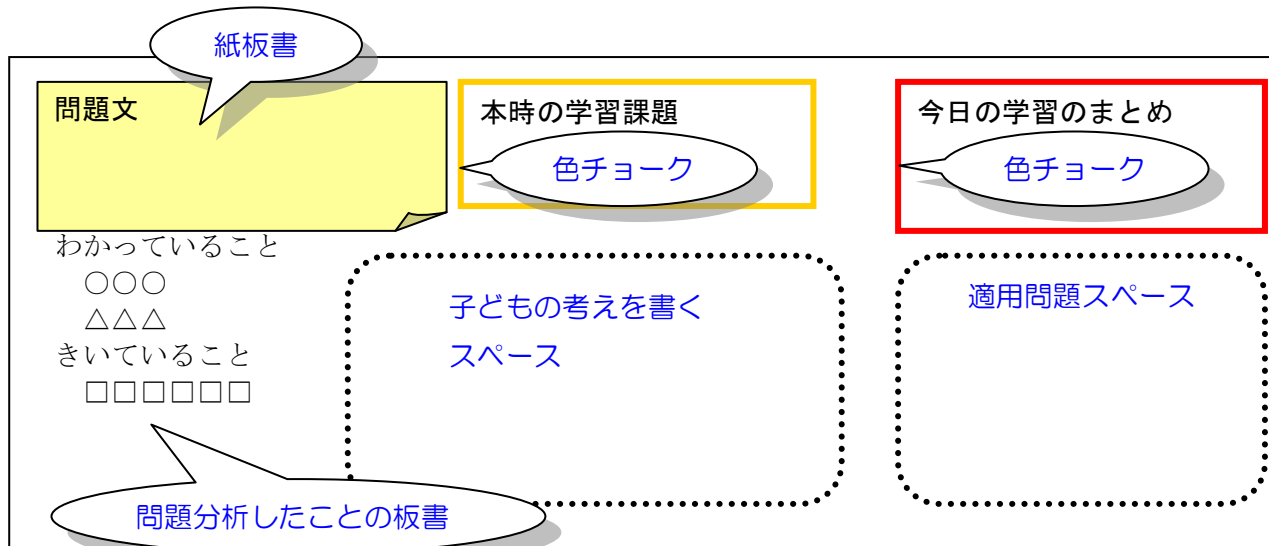 紙板書
問題文
本時の学習課題
今日の学習のまとめ
色チョーク
色チョーク
わかっていること
○○○
△△△
きいていること
□□□□□□
子どもの考えを書く
スペース
適用問題スペース
問題分析したことの板書